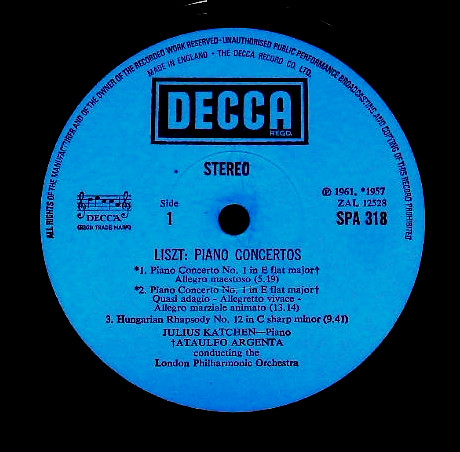 ALL RIGHTS OF THE MANUFACTURER AND OF THE OWNER OF THE RECORDED WORK RESERVED · UNAUTHORISED PUBLIC PERFORMANCE BROADCASTING AND COPYING OF THIS RECORD PROHIBITED
MADE IN ENGLAND · THE DECCA RECORD CO. LTD.
DECCA
REGD.
STEREO
DECCA
(REGD TRADE MARK)
Side
1
℗ 1961, *1957
ZAL 12528
SPA 318
LISZT: PIANO CONCERTOS
*1. Piano Concerto No. 1 in E flat major†
Allegro maestoso (5.19)
*2. Piano Concerto No. 1 in E flat major†
Quasi adagio - Allegretto vivace -
Allegro marziale animato (13.14)
3. Hungarian Rhapsody No. 12 in C sharp minor (9.41)
JULIUS KATCHEN—Piano
†ATAULFO ARGENTA
conducting the
London Philharmonic Orchestra